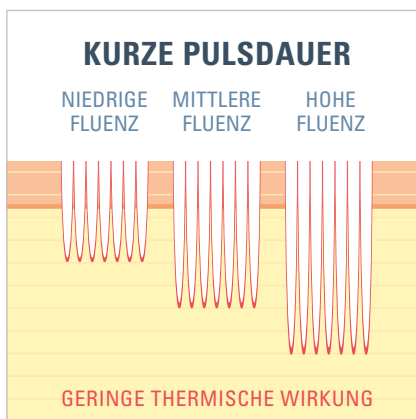 KURZE PULSDAUER
NIEDRIGE FLUENZ
MITTLERE FLUENZ
HOHE FLUENZ
GERINGE THERMISCHE WIRKUNG